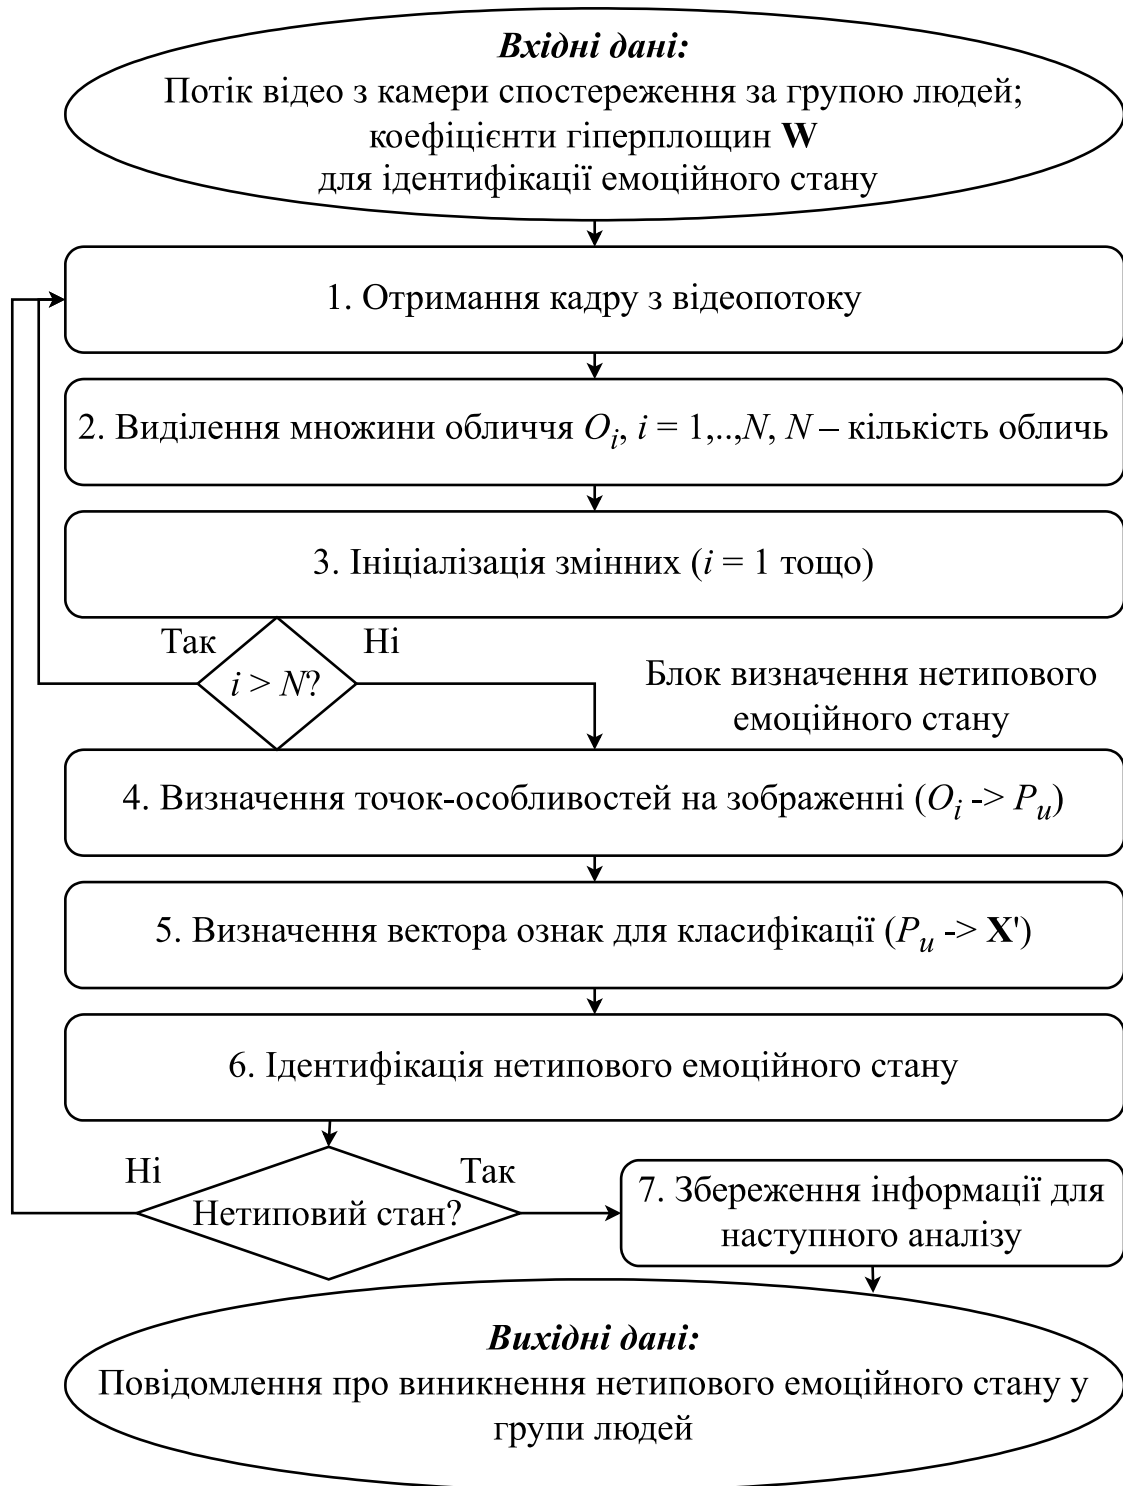 Вхідні дані:
Потік відео з камери спостереження за групою людей;
коефіцієнти гіперплощин W
для ідентифікації емоційного стану
1. Отримання кадру з відеопотоку
2. Виділення множини обличчя Oi, i = 1,..,N, N – кількість облич
3. Ініціалізація змінних (i = 1 тощо)
Так
Ні
i > N?
Блок визначення нетипового
емоційного стану
4. Визначення точок-особливостей на зображенні (Oi -> Pu)
5. Визначення вектора ознак для класифікації (Pu -> X')
6. Ідентифікація нетипового емоційного стану
Ні
Так
Нетиповий стан?
7. Збереження інформації для
наступного аналізу
Вихідні дані:
Повідомлення про виникнення нетипового емоційного стану у
групи людей